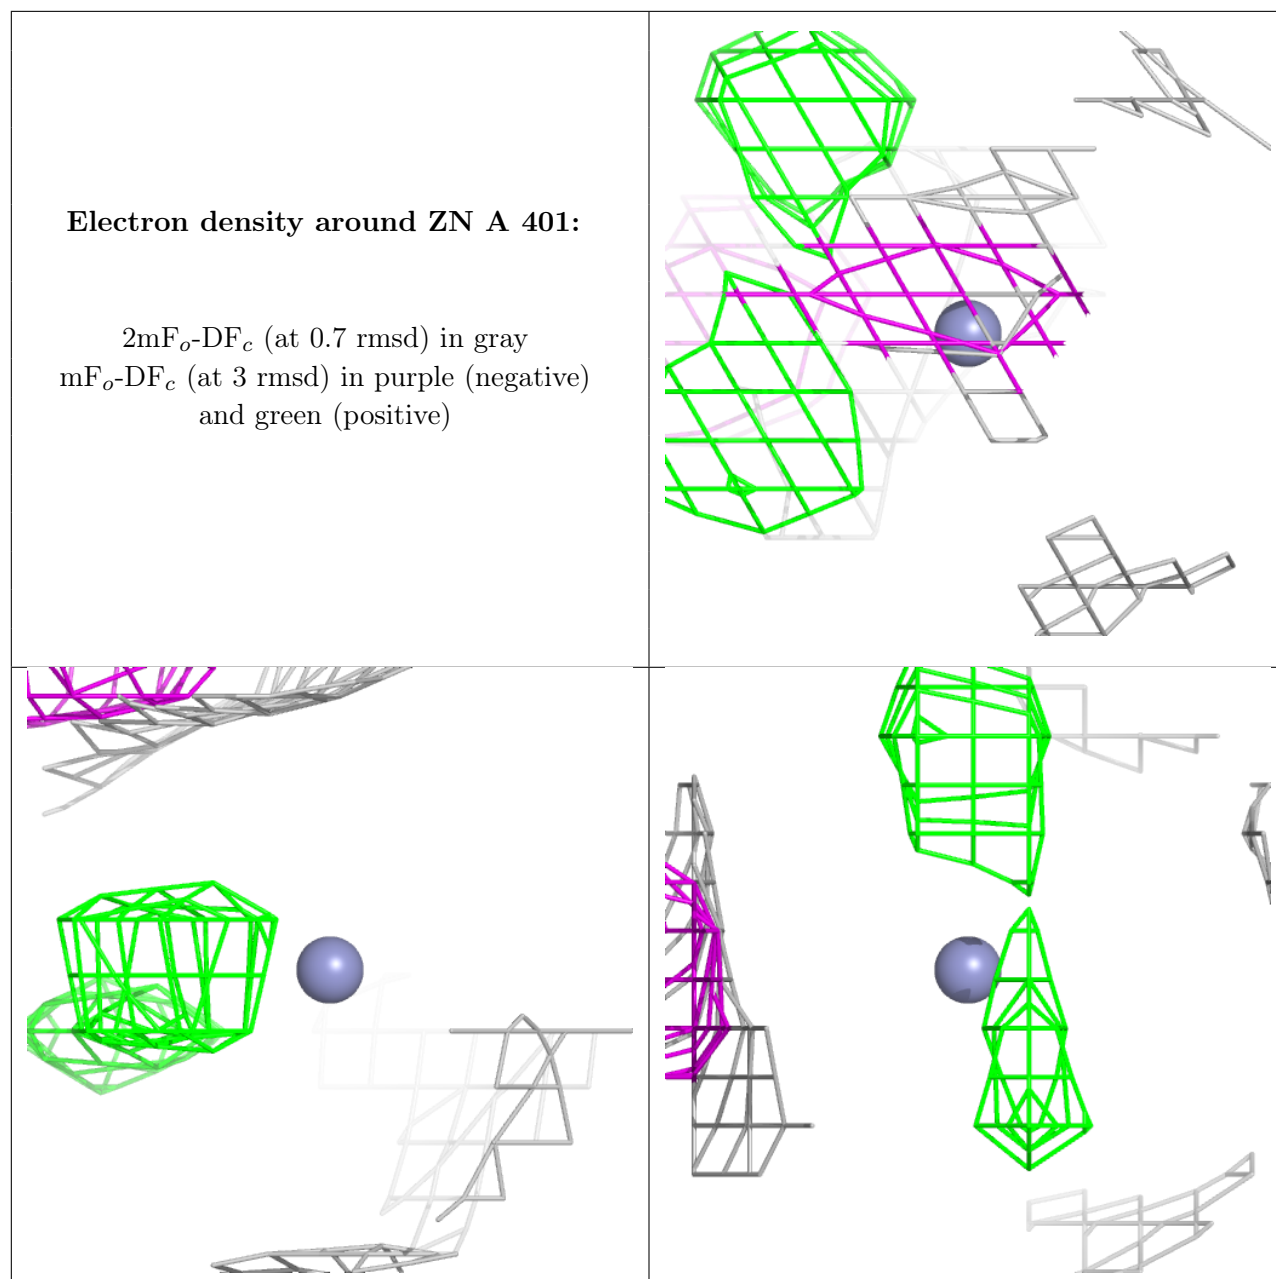 Electron density around ZN A 401:
2mFo-DFc (at 0.7 rmsd) in gray
mFo-DFc (at 3 rmsd) in purple (negative)
and green (positive)